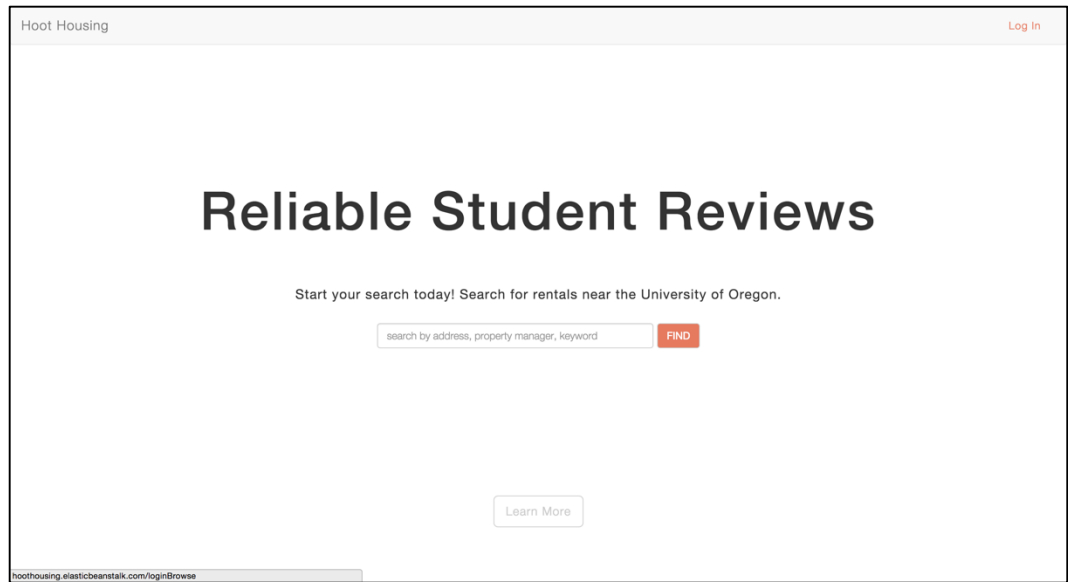 Hoot Housing
Log In
Reliable Student Reviews
Start your search today! Search for rentals near the University of Oregon.
search by address, property manager, keyword
FIND
Learn More
hoothousing.elasticbeanstalk.com/loginBrowse